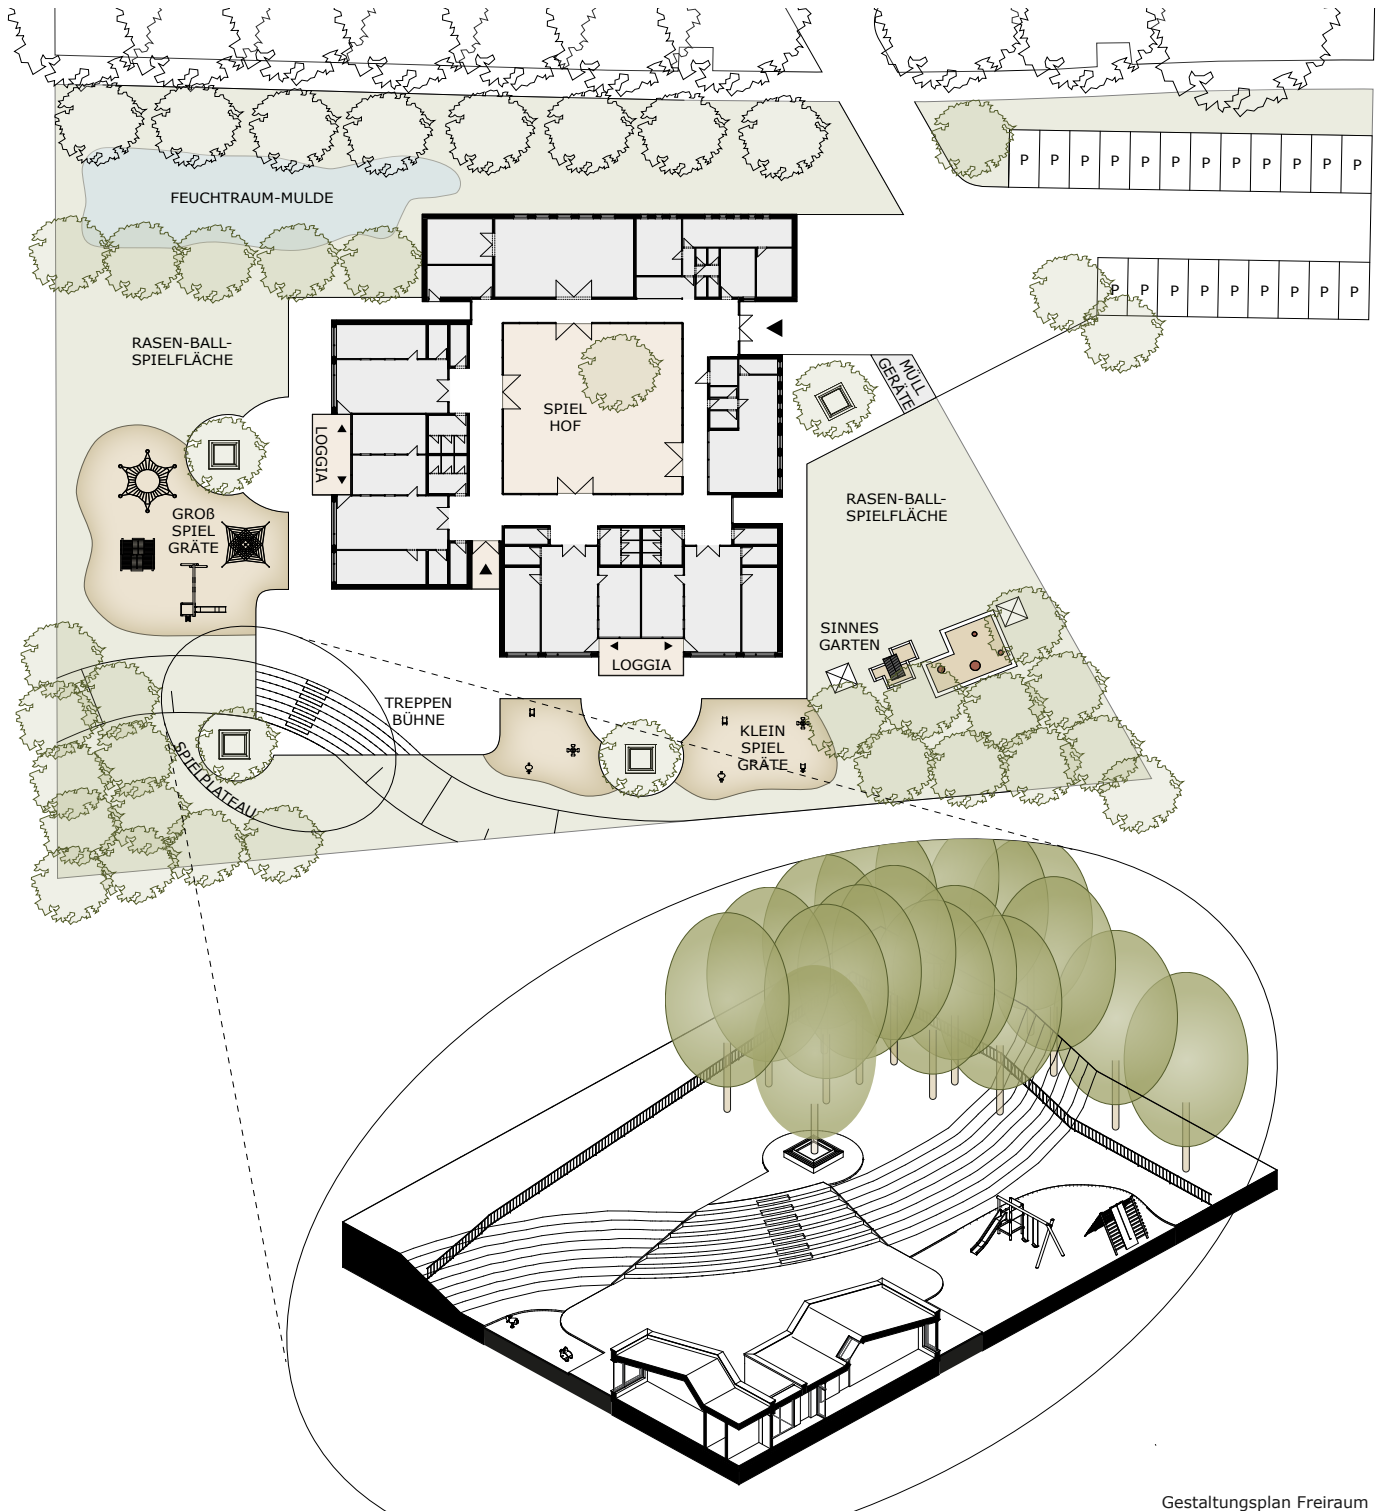 P P P P P P P P P P P P
FEUCHTRAUM-MULDE
P P P P P P P P P
RASEN-BALL-
SPIELFLÄCHE
MÜLL
GERÄTE
SPIEL
HOF
LOGGIA
RASEN-BALL-
SPIELFLÄCHE
GROß
SPIEL
GRÄTE
SINNES
GARTEN
LOGGIA
TREPPEN
BÜHNE
KLEIN
SPIEL
GRÄTE
SPIELPLATEAU
Gestaltungsplan Freiraum